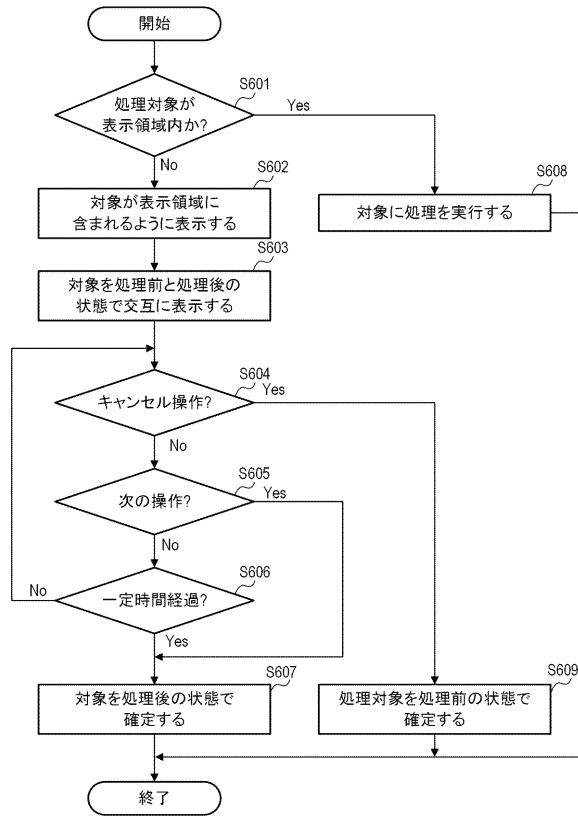 開始
S601
処理対象が
表示領域内か?
Yes
No
S602
対象が表示領域に
含まれるように表示する
S608
対象に処理を実行する
S603
対象を処理前と処理後の
状態で交互に表示する
S604
キャンセル操作?
Yes
No
S605
次の操作?
Yes
No
S606
一定時間経過?
No
Yes
S607
対象を処理後の状態で
確定する
S609
処理対象を処理前の状態で
確定する
終了